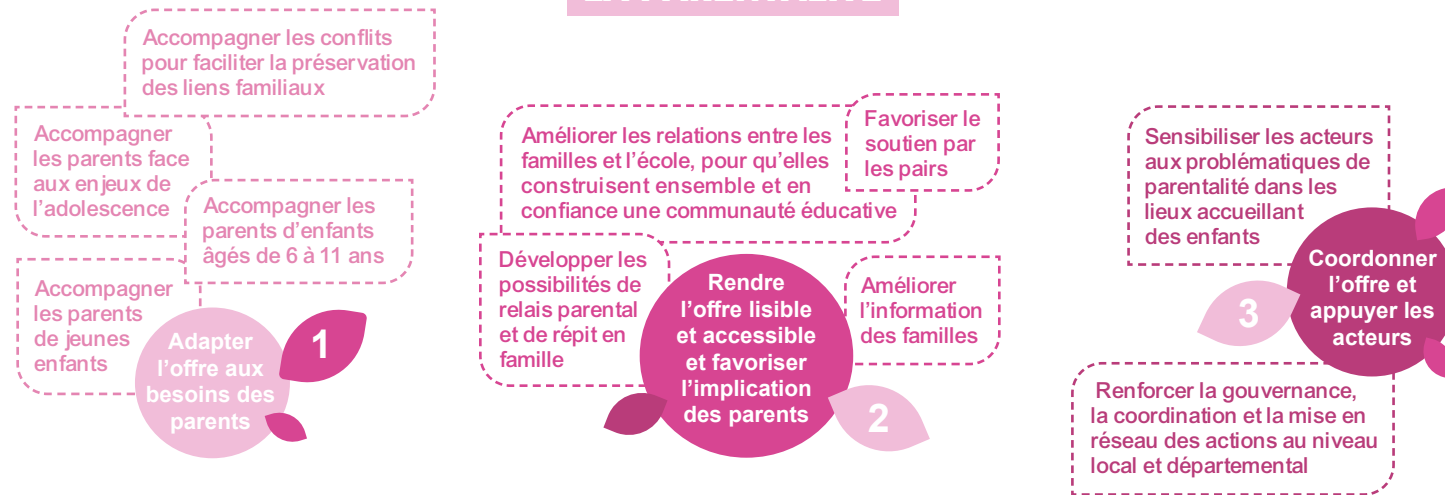 Accompagner les conflits
pour faciliter la préservation
des liens familiaux
Accompagner
les parents face
aux enjeux de
l’adolescence
Accompagner les
parents d’enfants
âgés de 6 à 11 ans
Accompagner
les parents
de jeunes
enfants
Adapter
l’offre aux
besoins des
parents
1
Améliorer les relations entre les
familles et l’école, pour qu’elles
construisent ensemble et en
confiance une communauté éducative
Favoriser le
soutien par
les pairs
Développer les
possibilités de
relais parental
et de répit en
famille
Rendre
l’offre lisible
et accessible
et favoriser
l’implication
des parents
Améliorer
l’information
des familles
2
Sensibiliser les acteurs
aux problématiques de
parentalité dans les
lieux accueillant
des enfants
Coordonner
l’offre et
appuyer les
acteurs
3
Renforcer la gouvernance,
la coordination et la mise en
réseau des actions au niveau
local et départemental